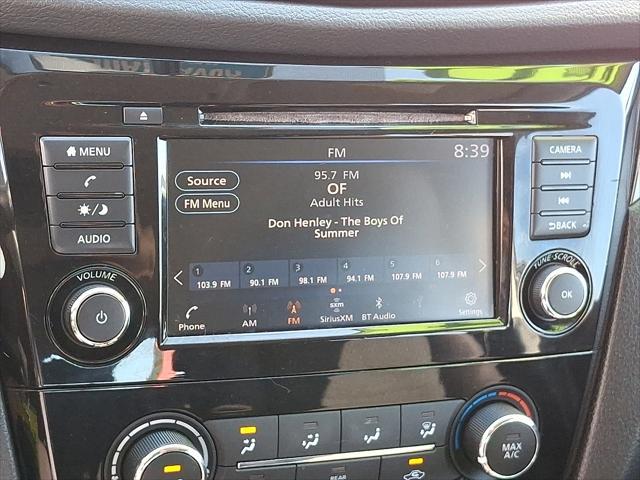 MENU
AUDIO
VOLUME
FM
8:39
Source
FM Menu
95.7 FM
OF
Adult Hits
Don Henley - The Boys Of
Summer
1 2 3 4 5 6
103.9 FM 90.1 FM 98.1 FM 94.1 FM 107.9 FM 107.9 FM
Phone AM FM SiriusXM BT Audio Settings
sxm
CAMERA
BACK
TUNE·SCROLL
OK
MAX
A/C
REAR